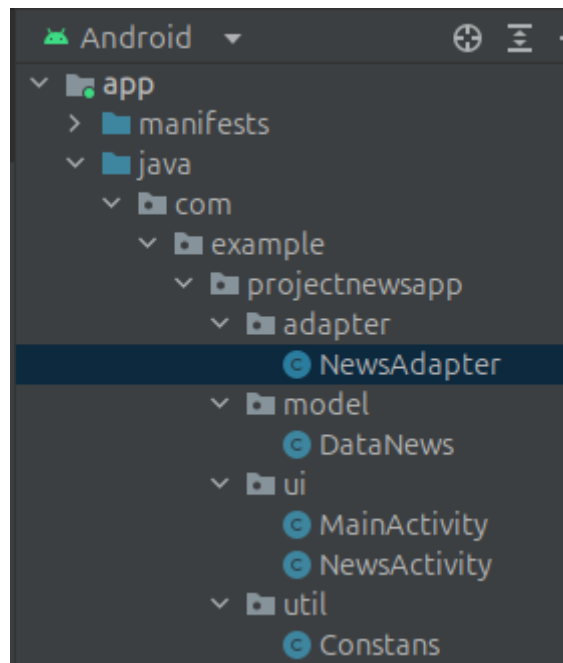 Android
app
manifests
java
com
example
projectnewsapp
adapter
NewsAdapter
model
DataNews
ui
MainActivity
NewsActivity
util
Constans